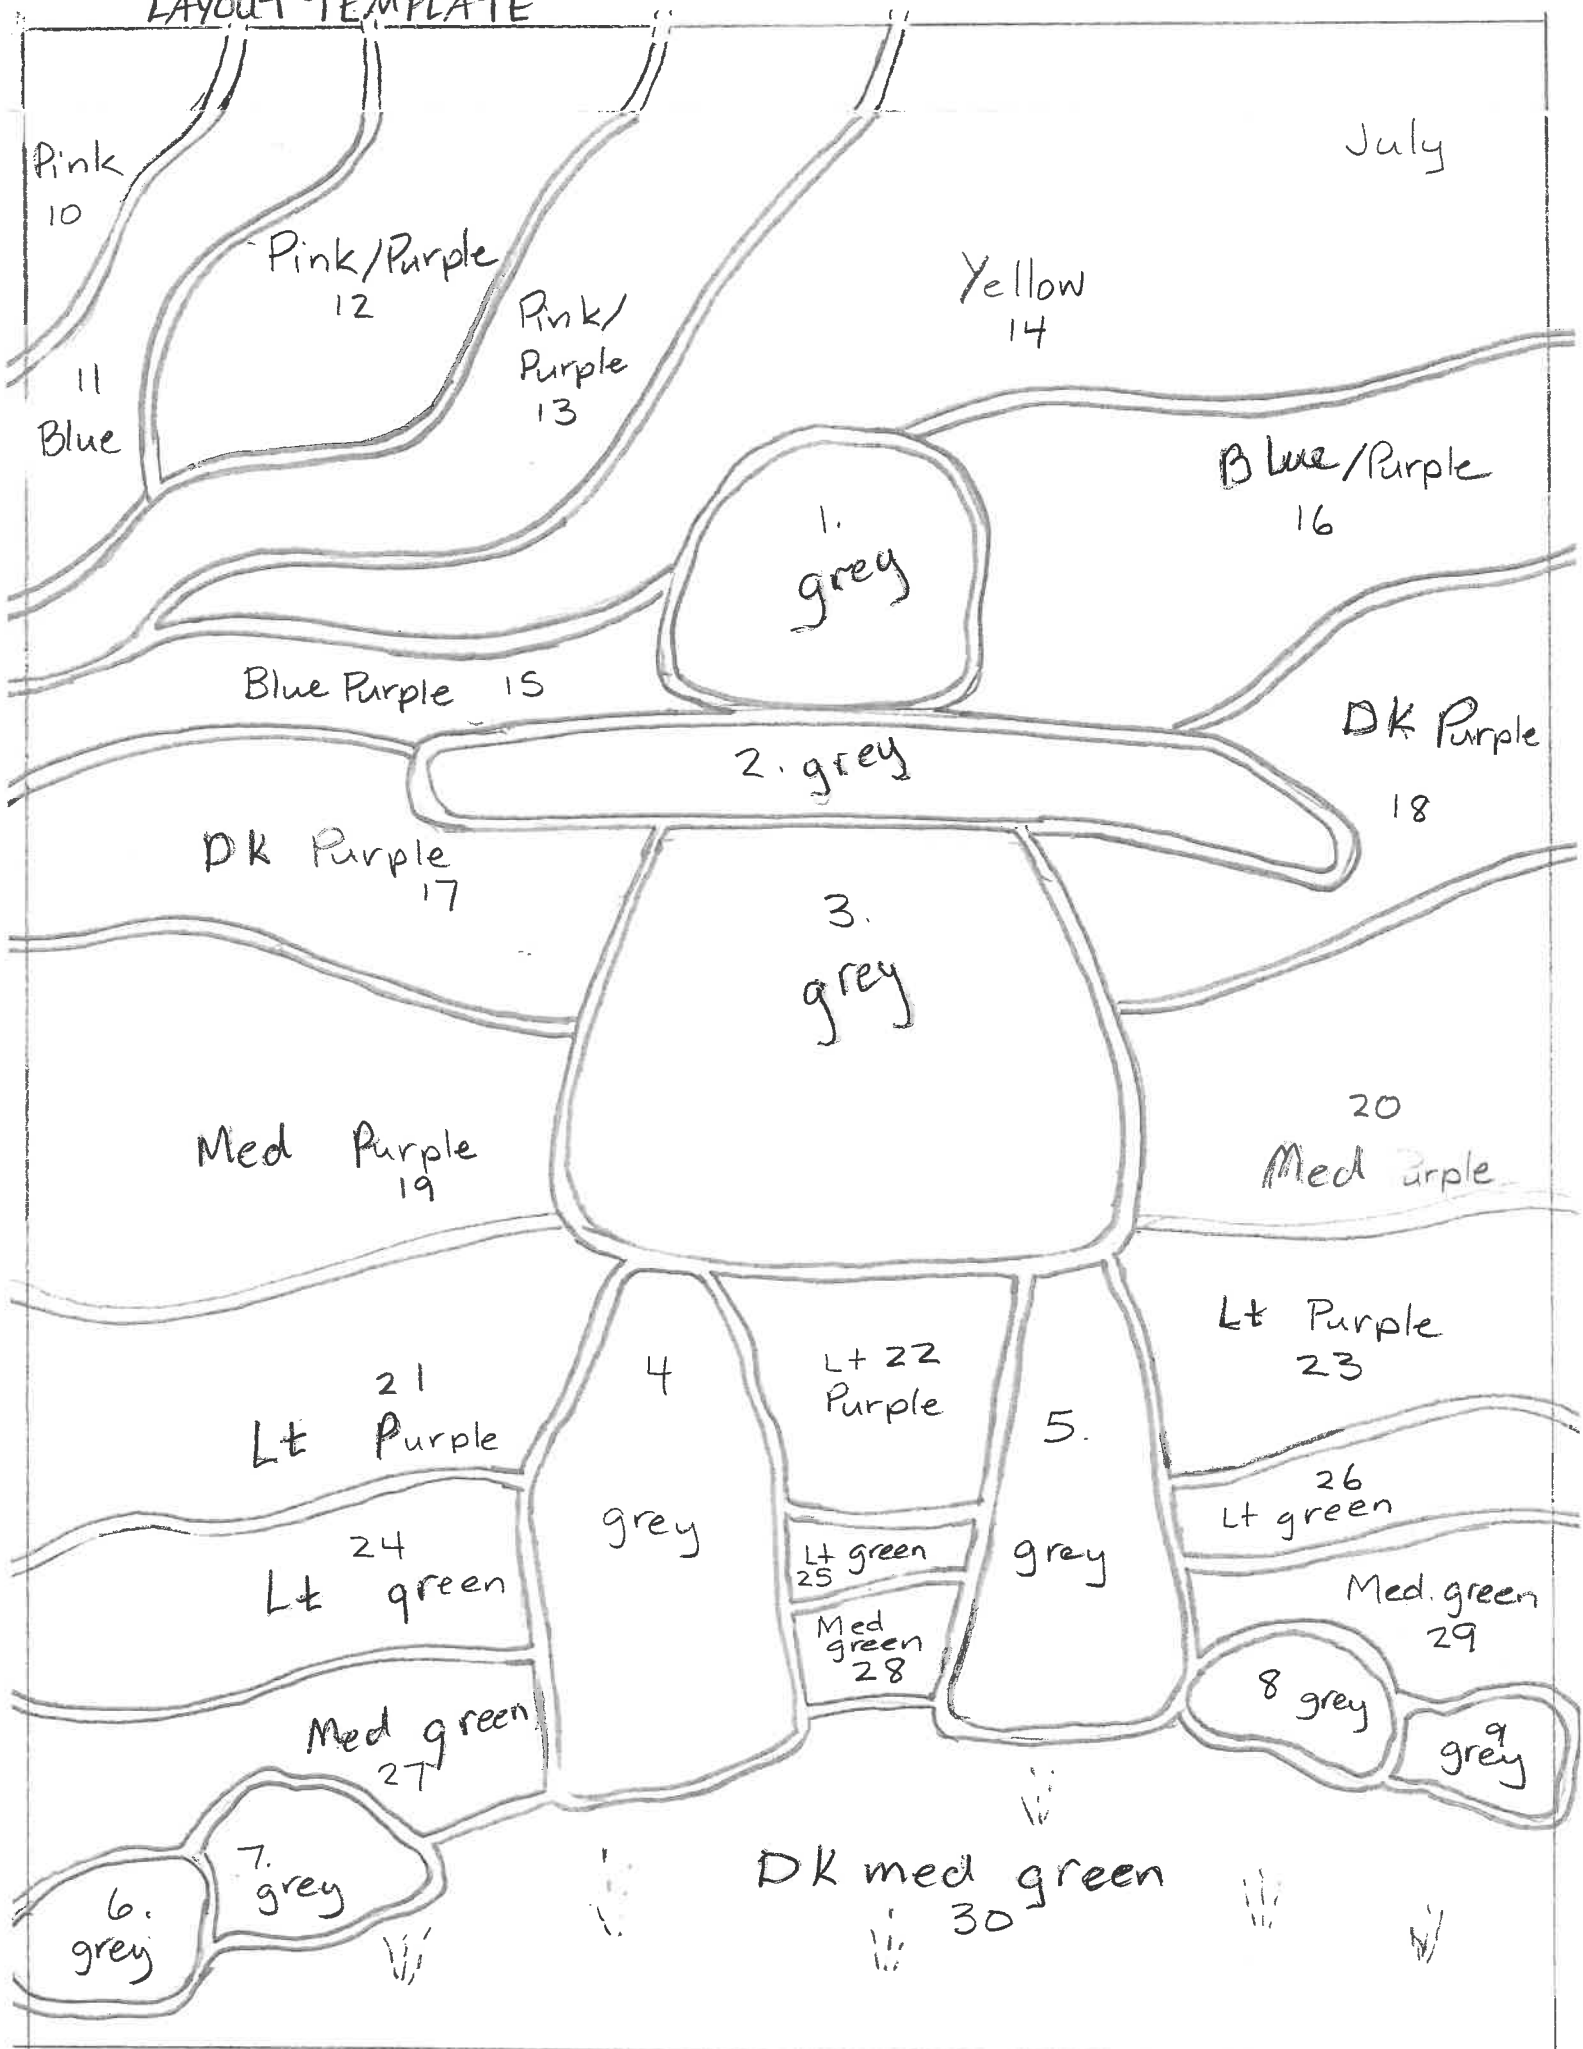 LAYOUT TEMPLATE
July
Pink
10
Pink/Purple
12
Yellow
14
Pink/
Purple
13
11
Blue
Blue/Purple
16
1.
grey
Blue Purple 15
DK Purple
18
2. grey
DK Purple
17
3.
grey
Med Purple
19
20
Med urple
Lt Purple
23
4
Lt 22
Purple
21
Lt Purple
5.
26
Lt green
grey
24
Lt green
Lt green
25
grey
Med. green
29
Med
green
28
8 grey
9
grey
Med green
27
7.
grey
DK med green
30
6.
grey